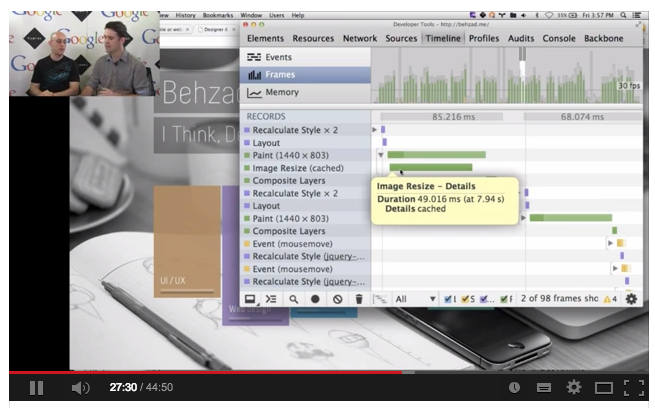 Google
iew History Bookmarks Window Users Help
55% Fri 3:57 PM
Developer Tools - http://behzad.me/
Elements Resources Network Sources Timeline Profiles Audits Console Backbone
Events
Frames
Memory
30 fps
RECORDS 85.216 ms 68.074 ms
Recalculate Style × 2
Layout
Paint (1440 × 803)
Image Resize (cached)
Composite Layers
Recalculate Style × 2
Layout
Paint (1440 × 803)
Composite Layers
Event (mousemove)
Recalculate Style (jquery-...
Event (mousemove)
Recalculate Style (jquery-...
Image Resize - Details
Duration 49.016 ms (at 7.94 s)
Details cached
All 2 of 98 frames sho 4
Behza
I Think, D
UI / UX
Web design
27:30 / 44:50